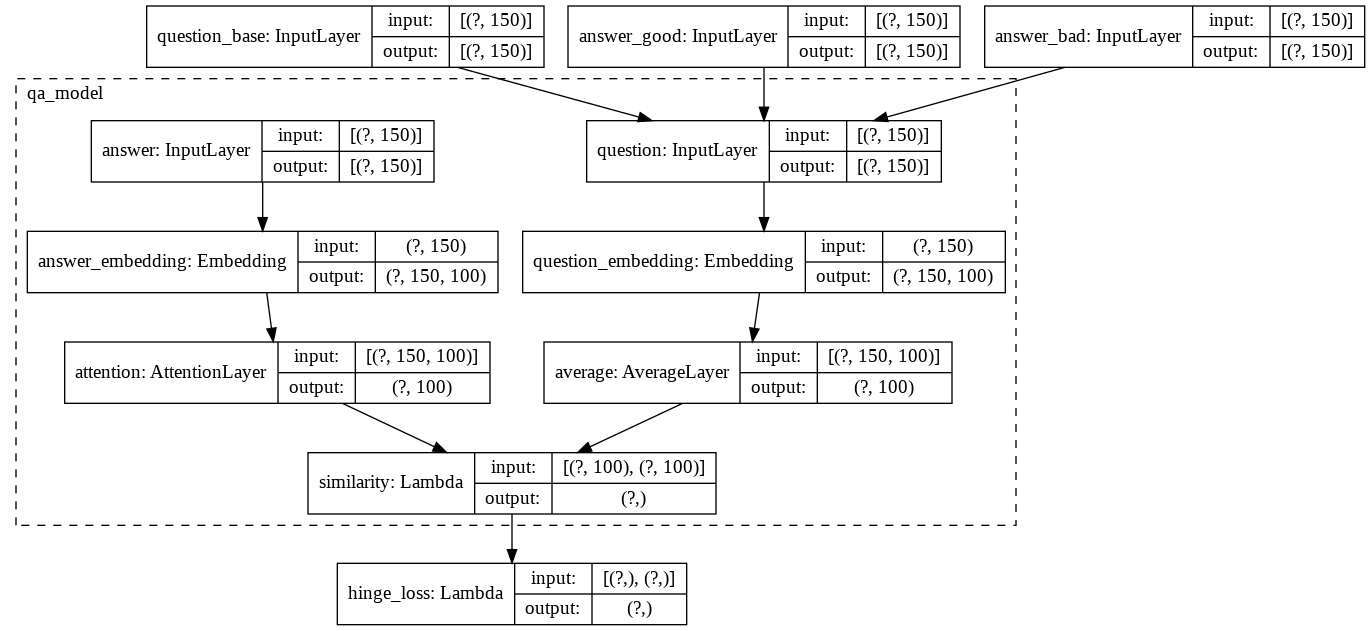 question_base: InputLayer input: [(?, 150)] output: [(?, 150)]
answer_good: InputLayer input: [(?, 150)] output: [(?, 150)]
answer_bad: InputLayer input: [(?, 150)] output: [(?, 150)]
qa_model
answer: InputLayer input: [(?, 150)] output: [(?, 150)]
question: InputLayer input: [(?, 150)] output: [(?, 150)]
answer_embedding: Embedding input: (?, 150) output: (?, 150, 100)
question_embedding: Embedding input: (?, 150) output: (?, 150, 100)
attention: AttentionLayer input: [(?, 150, 100)] output: (?, 100)
average: AverageLayer input: [(?, 150, 100)] output: (?, 100)
similarity: Lambda input: [(?, 100), (?, 100)] output: (?,)
hinge_loss: Lambda input: [(?,), (?,)] output: (?,)